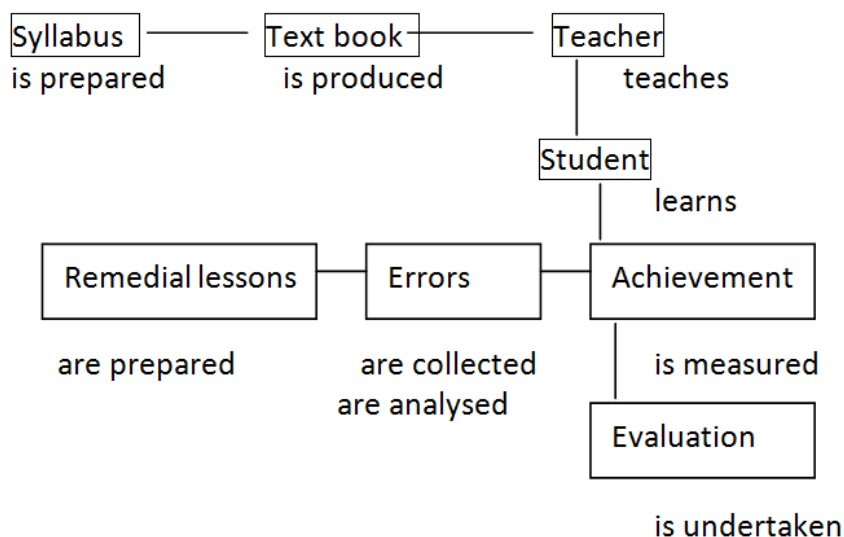 Syllabus Text book Teacher
is prepared is produced teaches
Student
learns
Remedial lessons Errors Achievement
are prepared are collected is measured
are analysed
Evaluation
is undertaken